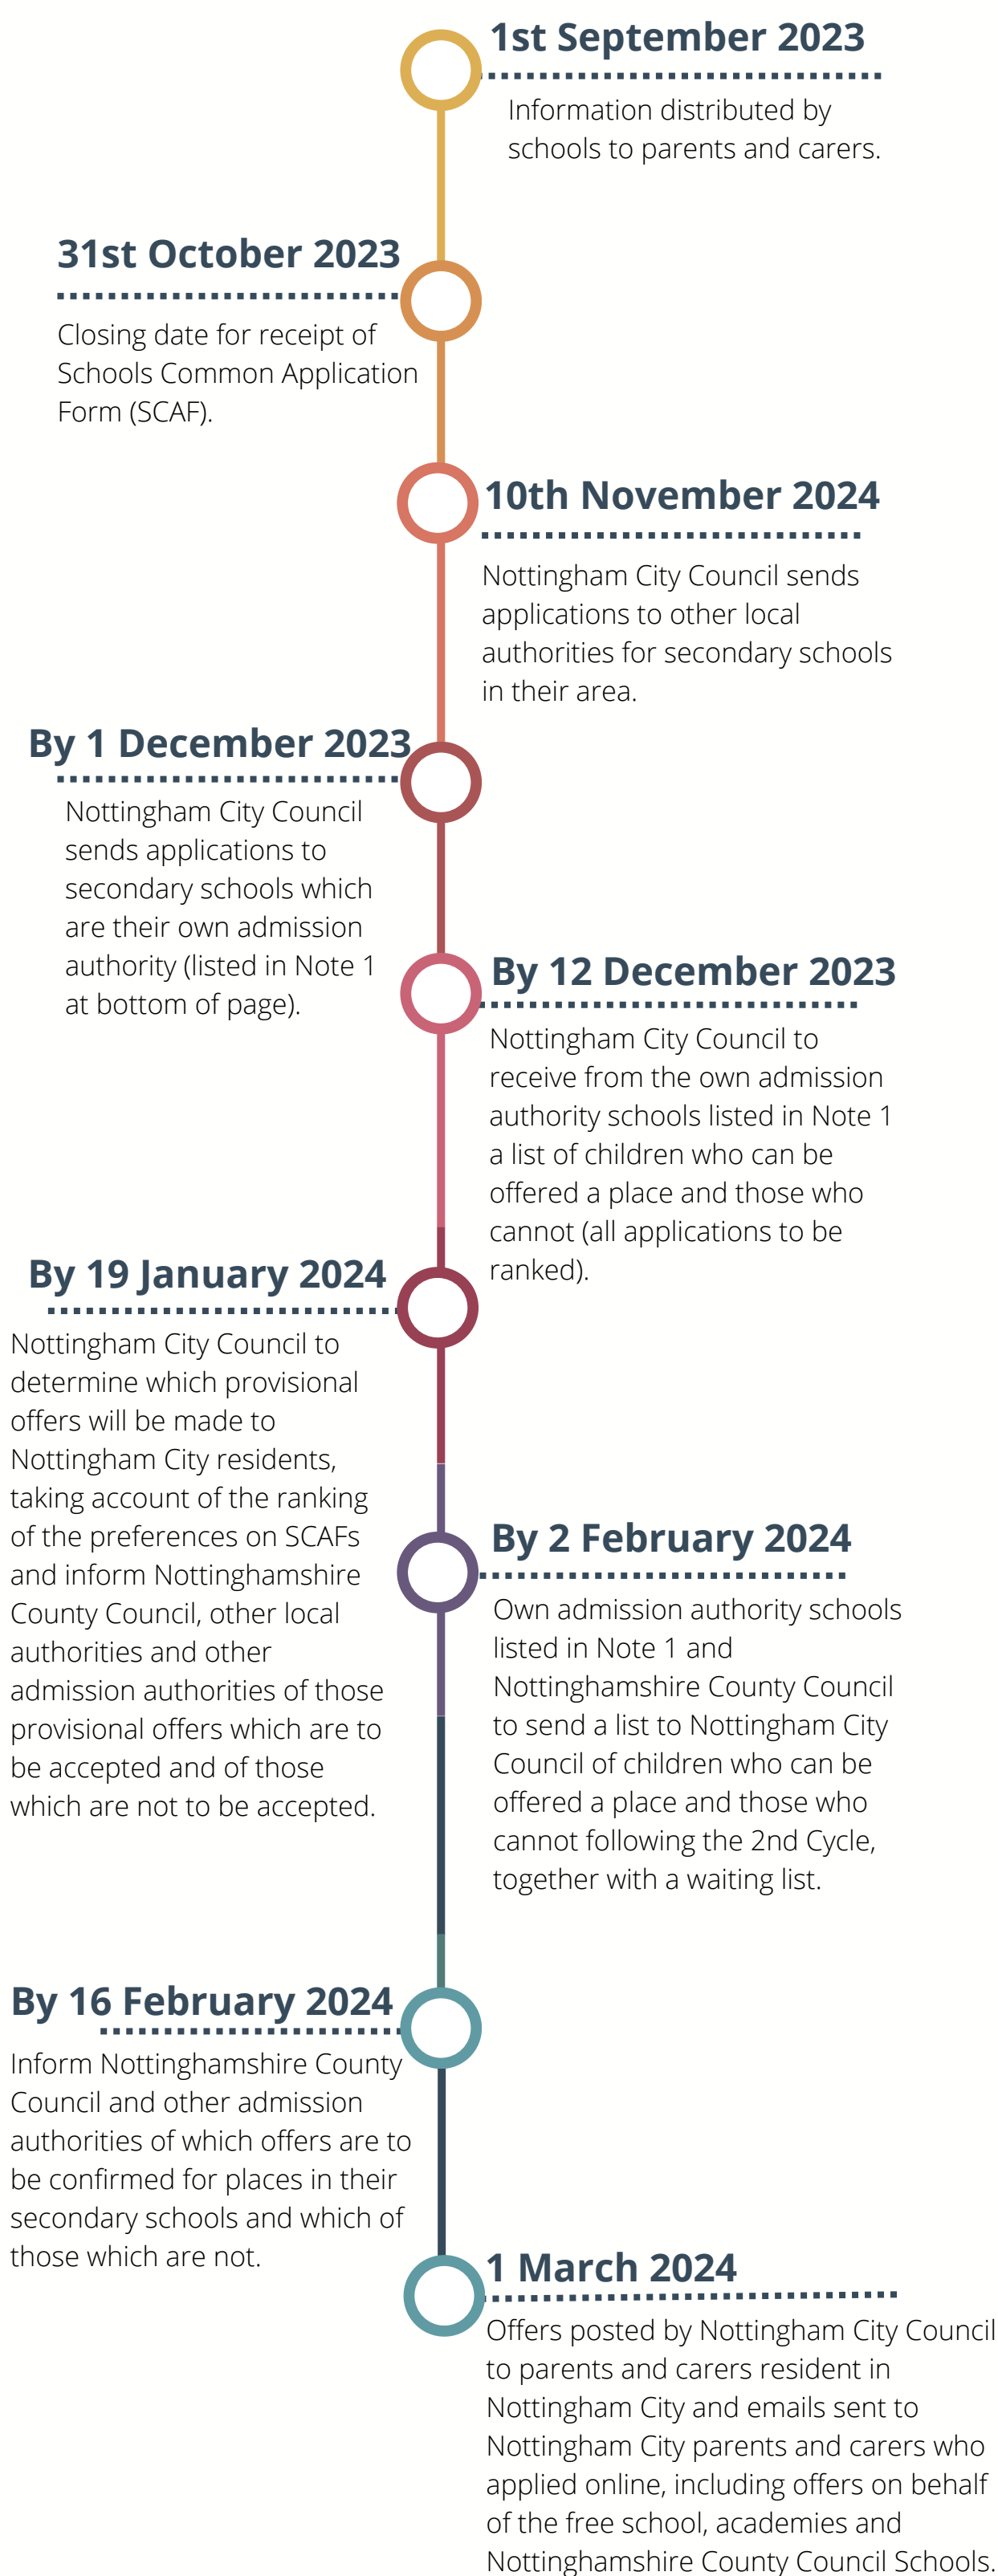 1st September 2023
Information distributed by
schools to parents and carers.
31st October 2023
Closing date for receipt of
Schools Common Application
Form (SCAF).
10th November 2024
Nottingham City Council sends
applications to other local
authorities for secondary schools
in their area.
By 1 December 2023
Nottingham City Council
sends applications to
secondary schools which
are their own admission
authority (listed in Note 1
at bottom of page).
By 12 December 2023
Nottingham City Council to
receive from the own admission
authority schools listed in Note 1
a list of children who can be
offered a place and those who
cannot (all applications to be
ranked).
By 19 January 2024
Nottingham City Council to
determine which provisional
offers will be made to
Nottingham City residents,
taking account of the ranking
of the preferences on SCAFs
and inform Nottinghamshire
County Council, other local
authorities and other
admission authorities of those
provisional offers which are to
be accepted and of those
which are not to be accepted.
By 2 February 2024
Own admission authority schools
listed in Note 1 and
Nottinghamshire County Council
to send a list to Nottingham City
Council of children who can be
offered a place and those who
cannot following the 2nd Cycle,
together with a waiting list.
By 16 February 2024
Inform Nottinghamshire County
Council and other admission
authorities of which offers are to
be confirmed for places in their
secondary schools and which of
those which are not.
1 March 2024
Offers posted by Nottingham City Council
to parents and carers resident in
Nottingham City and emails sent to
Nottingham City parents and carers who
applied online, including offers on behalf
of the free school, academies and
Nottinghamshire County Council Schools.